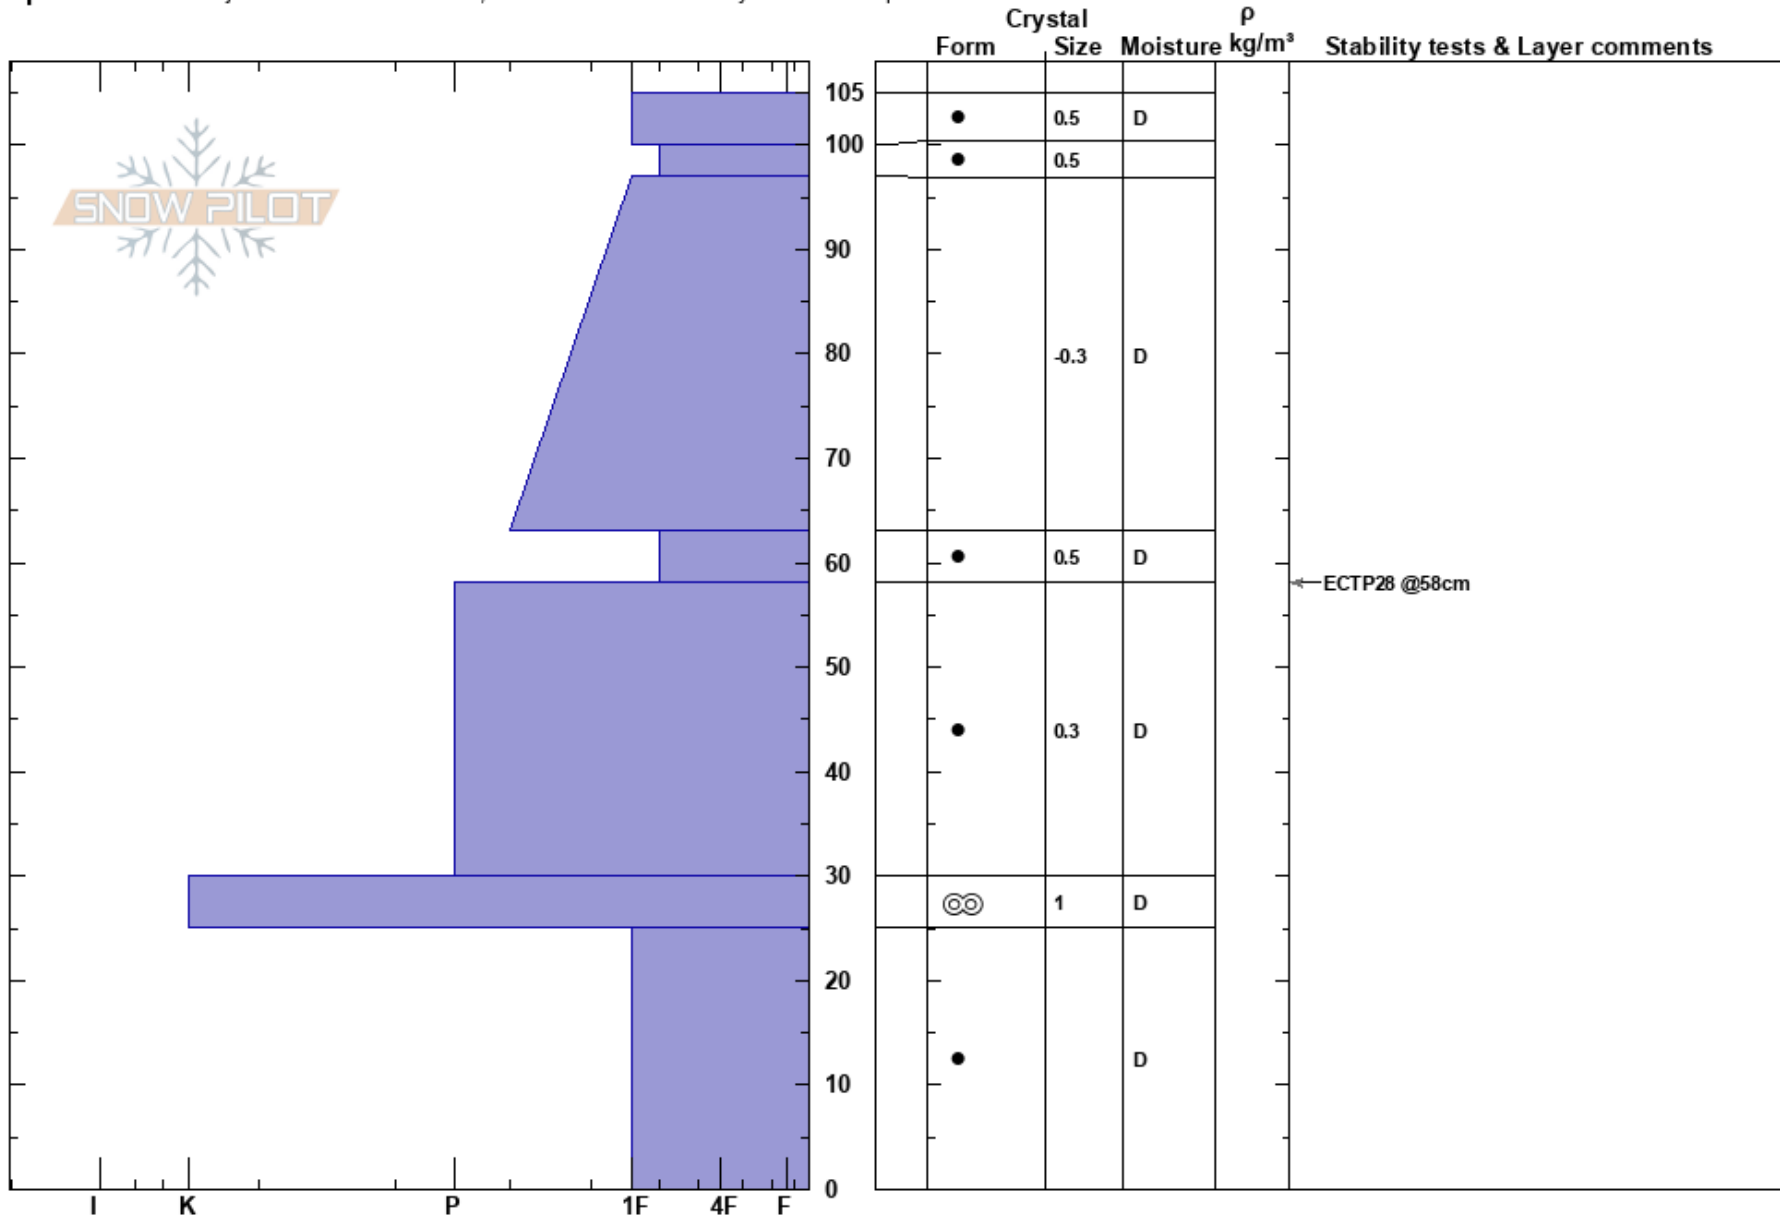 Crystal ρ
Form Size Moisture kg/m³ Stability tests & Layer comments
105
0.5 D
100
0.5
SNOW PILOT
90
80
-0.3 D
70
60
0.5 D
ECTP28 @58cm
50
0.3 D
40
30
1 D
20
10
D
0
I K P 1F 4F F